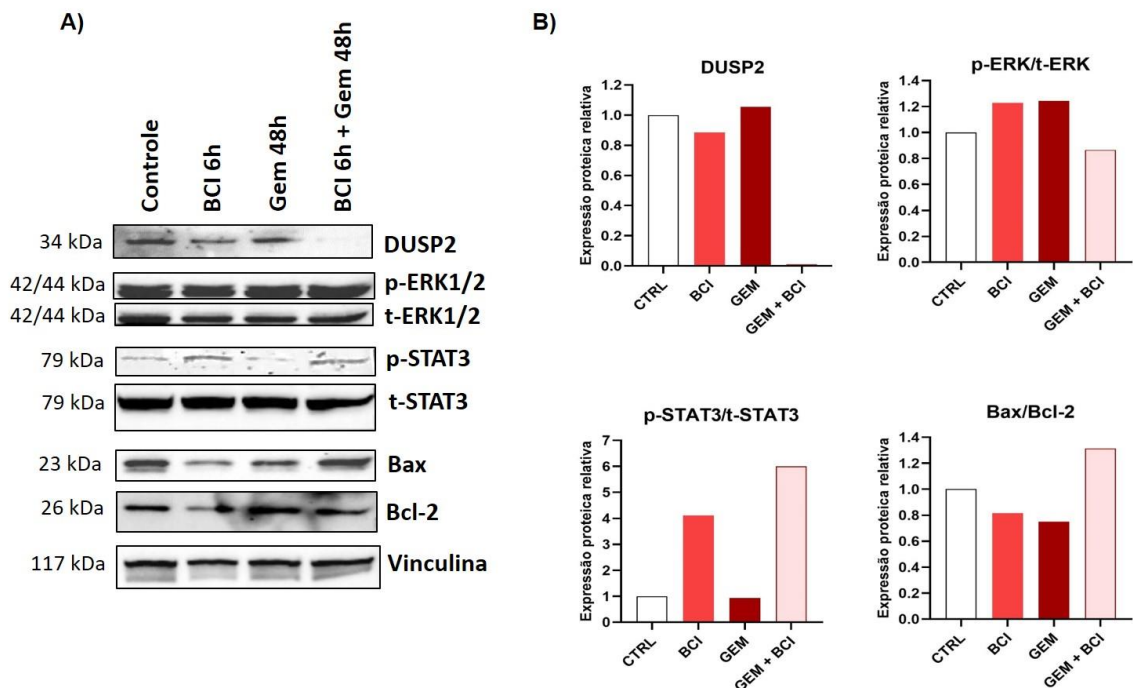 A)
Controle
BCI 6h
Gem 48h
BCI 6h + Gem 48h
34 kDa
DUSP2
42/44 kDa
p-ERK1/2
42/44 kDa
t-ERK1/2
79 kDa
p-STAT3
79 kDa
t-STAT3
23 kDa
Bax
26 kDa
Bcl-2
117 kDa
Vinculina
B)
DUSP2
Expressão proteica relativa
1.2
1.0
0.8
0.6
0.4
0.2
0.0
CTRL
BCI
GEM
GEM + BCI
p-ERK/t-ERK
Expressão proteica relativa
1.4
1.2
1.0
0.8
0.6
0.4
0.2
0.0
CTRL
BCI
GEM
GEM + BCI
p-STAT3/t-STAT3
Expressão proteica relativa
7
6
5
4
3
2
1
0
CTRL
BCI
GEM
GEM + BCI
Bax/Bcl-2
Expressão proteica relativa
1.4
1.2
1.0
0.8
0.6
0.4
0.2
0.0
CTRL
BCI
GEM
GEM + BCI